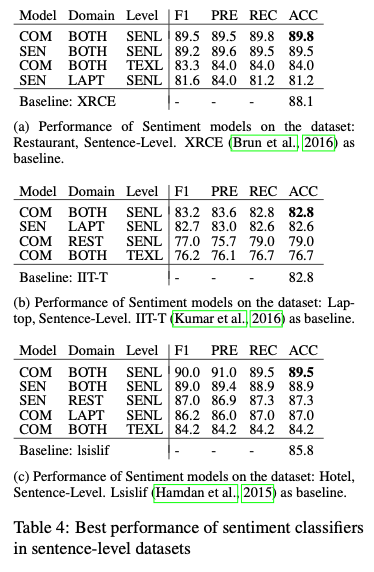 Model Domain Level F1 PRE REC ACC
COM BOTH SENL 89.5 89.5 89.8 89.8
SEN BOTH SENL 89.2 89.6 89.5 89.5
COM BOTH TEXL 83.3 84.0 84.0 84.0
SEN LAPT SENL 81.6 84.0 81.2 81.2
Baseline: XRCE - - - 88.1
(a) Performance of Sentiment models on the dataset:
Restaurant, Sentence-Level. XRCE (Brun et al., 2016) as
baseline.
Model Domain Level F1 PRE REC ACC
COM BOTH SENL 83.2 83.6 82.8 82.8
SEN LAPT SENL 82.7 83.0 82.6 82.6
COM REST SENL 77.0 75.7 79.0 79.0
COM BOTH TEXL 76.2 76.1 76.7 76.7
Baseline: IIT-T - - - 82.8
(b) Performance of Sentiment models on the dataset: Lap-
top, Sentence-Level. IIT-T (Kumar et al., 2016) as baseline.
Model Domain Level F1 PRE REC ACC
COM BOTH SENL 90.0 91.0 89.5 89.5
SEN BOTH SENL 89.0 89.4 88.9 88.9
SEN REST SENL 87.0 86.9 87.3 87.3
COM LAPT SENL 86.2 86.0 87.0 87.0
COM BOTH TEXL 84.2 84.2 84.2 84.2
Baseline: lsislif - - - 85.8
(c) Performance of Sentiment models on the dataset: Hotel,
Sentence-Level. Lsislif (Hamdan et al., 2015) as baseline.
Table 4: Best performance of sentiment classifiers
in sentence-level datasets